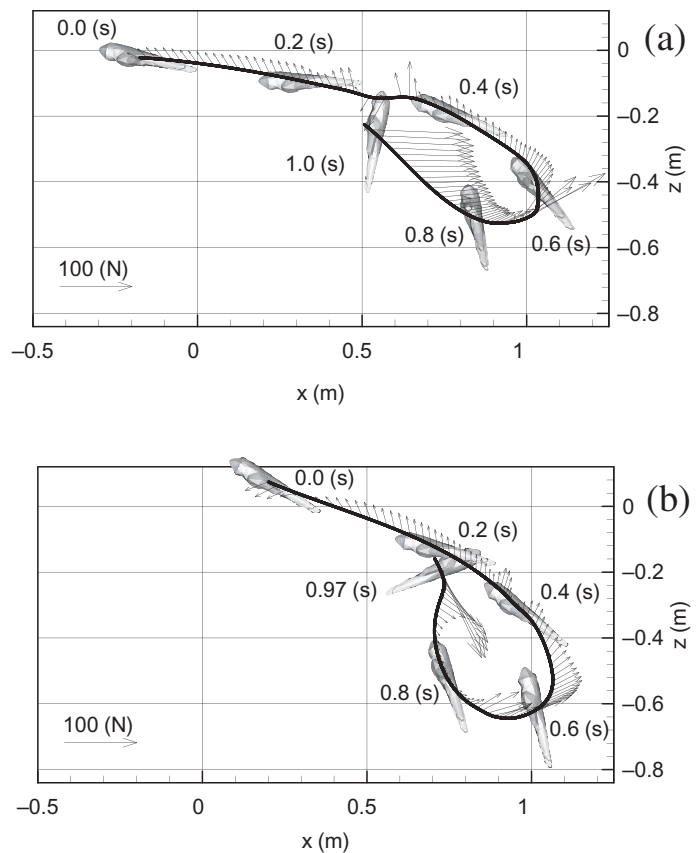 0.0 (s)
0.2 (s)
0.4 (s)
0.6 (s)
0.8 (s)
1.0 (s)
100 (N)
(a)
0
–0.2
–0.4
–0.6
–0.8
z (m)
–0.5
0
0.5
1
x (m)
0.0 (s)
0.2 (s)
0.4 (s)
0.6 (s)
0.8 (s)
0.97 (s)
100 (N)
(b)
0
–0.2
–0.4
–0.6
–0.8
z (m)
–0.5
0
0.5
1
x (m)